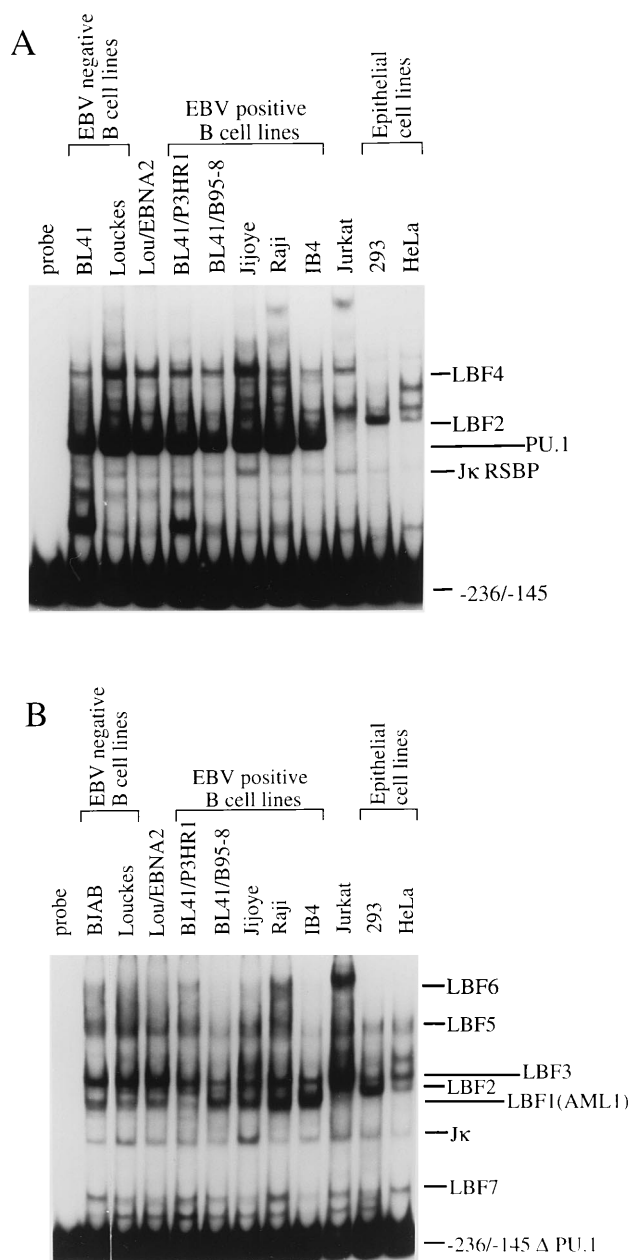 A
EBV negative
B cell lines
EBV positive
B cell lines
Epithelial
cell lines
probe
BL41
Louckes
Lou/EBNA2
BL41/P3HR1
BL41/B95-8
Jijoye
Raji
IB4
Jurkat
293
HeLa
LBF4
LBF2
PU.1
Jκ RSBP
-236/-145
B
EBV negative
B cell lines
EBV positive
B cell lines
Epithelial
cell lines
probe
BJAB
Louckes
Lou/EBNA2
BL41/P3HR1
BL41/B95-8
Jijoye
Raji
IB4
Jurkat
293
HeLa
LBF6
LBF5
LBF3
LBF2
LBF1(AML1)
Jκ
LBF7
-236/-145 Δ PU.1